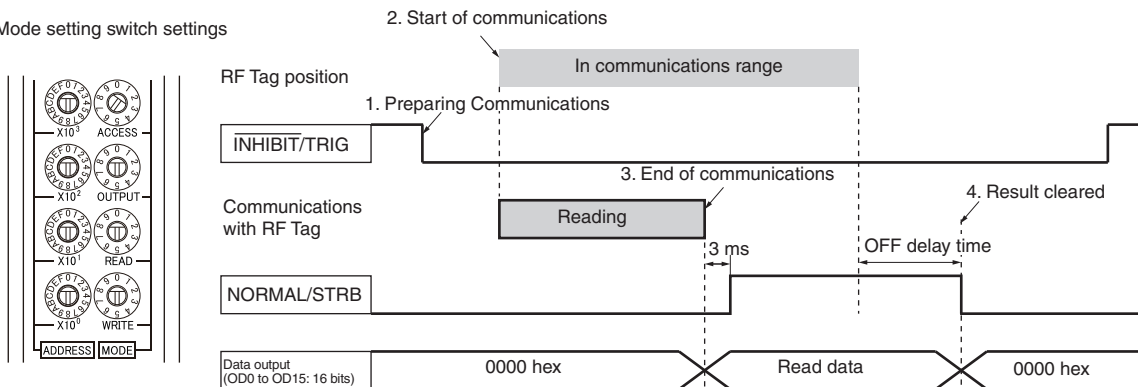 Mode setting switch settings
2. Start of communications
RF Tag position
In communications range
1. Preparing Communications
INHIBIT/TRIG
3. End of communications
4. Result cleared
Communications
with RF Tag
Reading
3 ms
OFF delay time
NORMAL/STRB
Data output
(OD0 to OD15: 16 bits)
0000 hex
Read data
0000 hex
X10³ ACCESS
X10² OUTPUT
X10¹ READ
X10⁰ WRITE
ADDRESS MODE